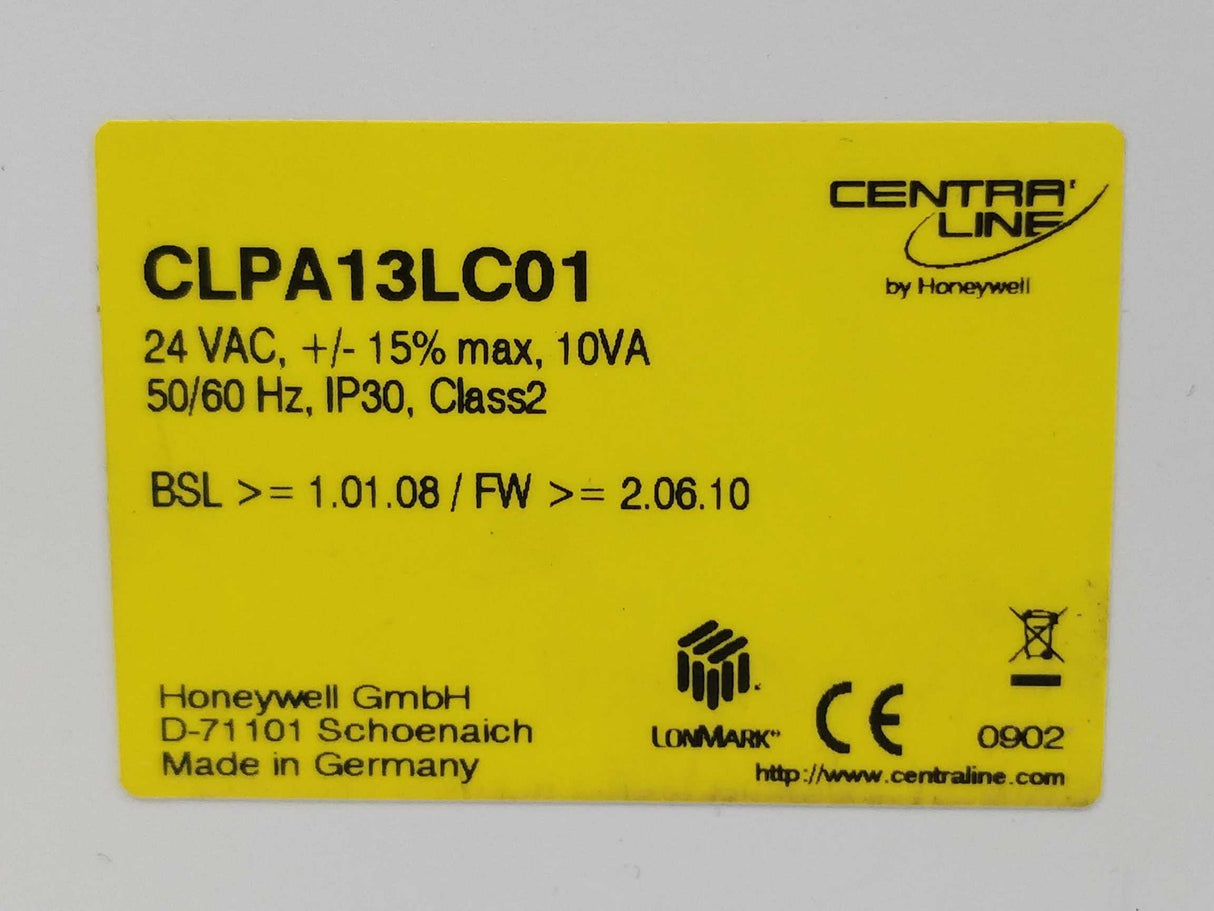 CENTRA
LINE
by Honeywell
CLPA13LC01
24 VAC, +/- 15% max, 10VA
50/60 Hz, IP30, Class2
BSL >= 1.01.08 / FW >= 2.06.10
Honeywell GmbH
D-71101 Schoenaich
Made in Germany
LONMARK
CE
0902
http://www.centraline.com